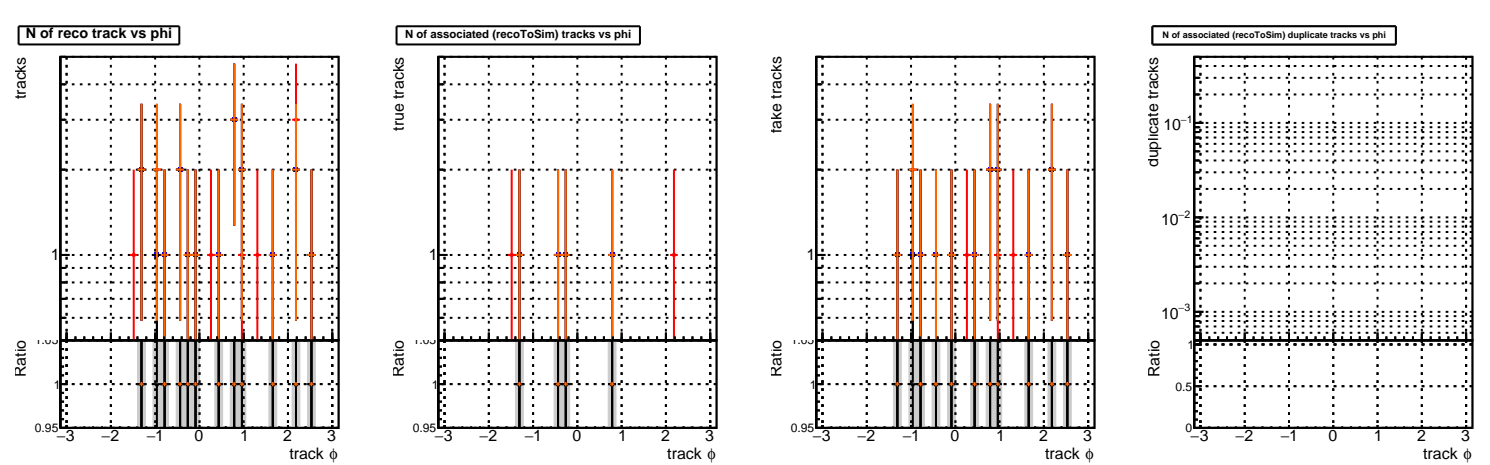 N of reco track vs phi
tracks
1
1.05
Ratio
1
0.95
−3 −2 −1 0 1 2 3
track ϕ
N of associated (recoToSim) tracks vs phi
true tracks
1
1.05
Ratio
1
0.95
−3 −2 −1 0 1 2 3
track ϕ
fake tracks
1
1.05
Ratio
1
0.95
−3 −2 −1 0 1 2 3
track ϕ
N of associated (recoToSim) duplicate tracks vs phi
duplicate tracks
10−1
10−2
10−3
Ratio
1
0.5
0
−3 −2 −1 0 1 2 3
track ϕ